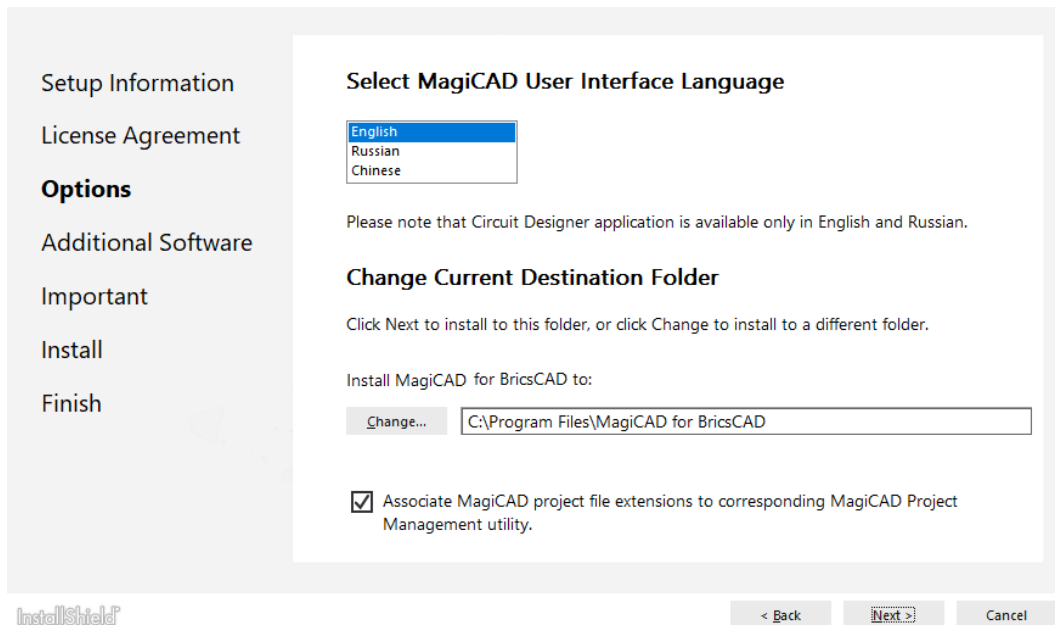 Setup Information
License Agreement
Options
Additional Software
Important
Install
Finish
Select MagiCAD User Interface Language
English
Russian
Chinese
Please note that Circuit Designer application is available only in English and Russian.
Change Current Destination Folder
Click Next to install to this folder, or click Change to install to a different folder.
Install MagiCAD for BricsCAD to:
Change...
C:\Program Files\MagiCAD for BricsCAD
Associate MagiCAD project file extensions to corresponding MagiCAD Project
Management utility.
InstallShield™
< Back
Next >
Cancel